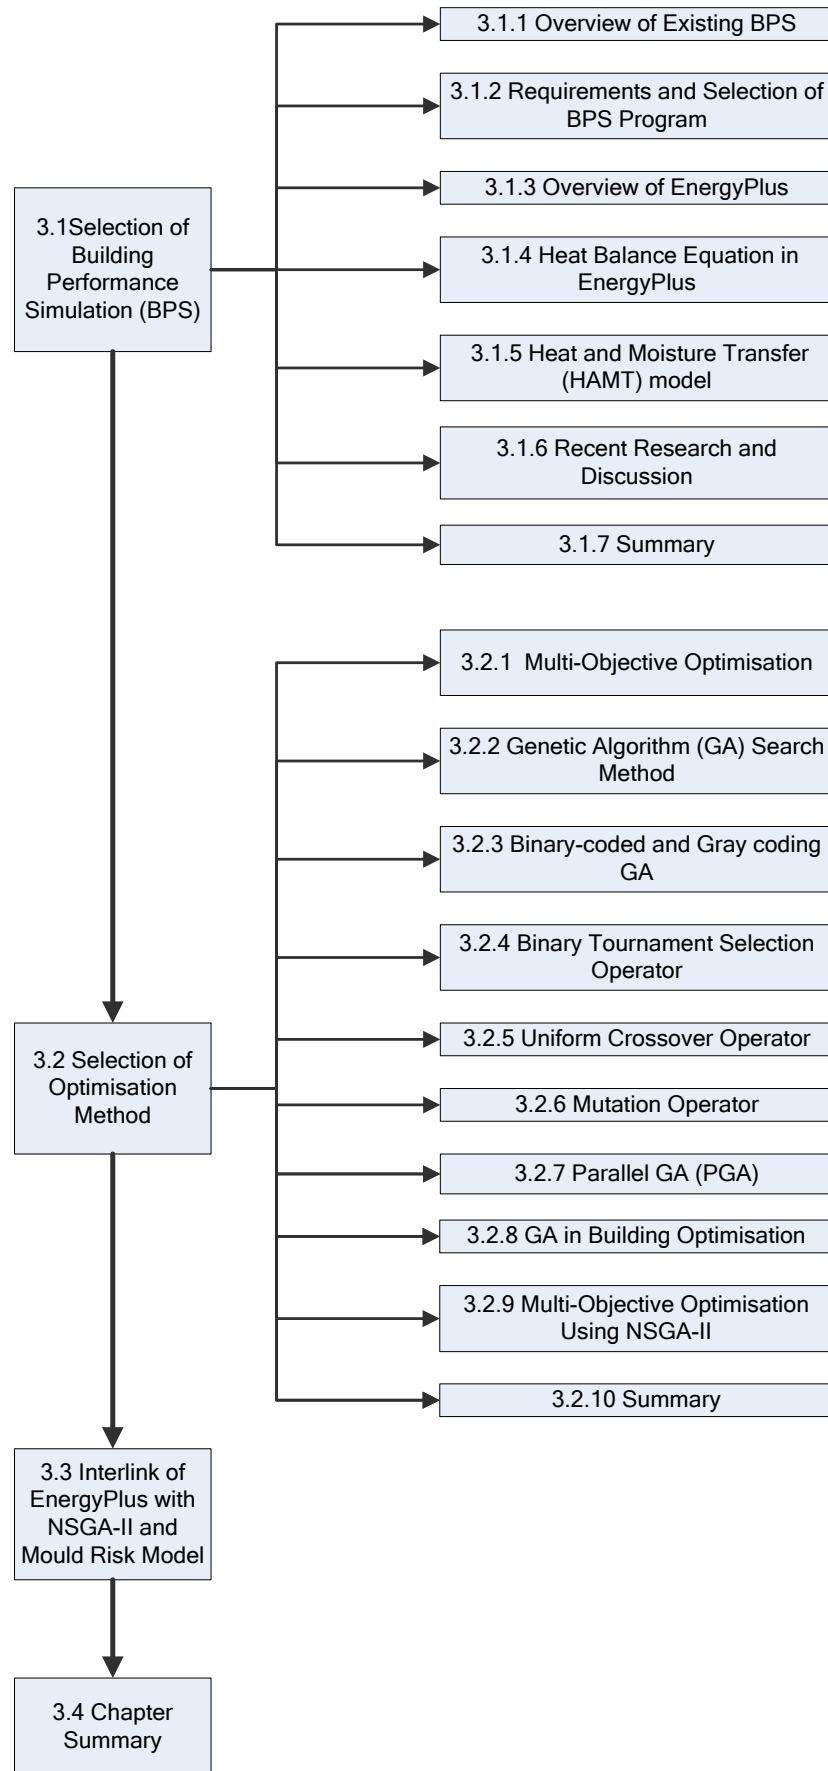 3.1Selection of
Building
Performance
Simulation (BPS)
3.1.1 Overview of Existing BPS
3.1.2 Requirements and Selection of
BPS Program
3.1.3 Overview of EnergyPlus
3.1.4 Heat Balance Equation in
EnergyPlus
3.1.5 Heat and Moisture Transfer
(HAMT) model
3.1.6 Recent Research and
Discussion
3.1.7 Summary
3.2 Selection of
Optimisation
Method
3.2.1 Multi-Objective Optimisation
3.2.2 Genetic Algorithm (GA) Search
Method
3.2.3 Binary-coded and Gray coding
GA
3.2.4 Binary Tournament Selection
Operator
3.2.5 Uniform Crossover Operator
3.2.6 Mutation Operator
3.2.7 Parallel GA (PGA)
3.2.8 GA in Building Optimisation
3.2.9 Multi-Objective Optimisation
Using NSGA-II
3.2.10 Summary
3.3 Interlink of
EnergyPlus with
NSGA-II and
Mould Risk Model
3.4 Chapter
Summary